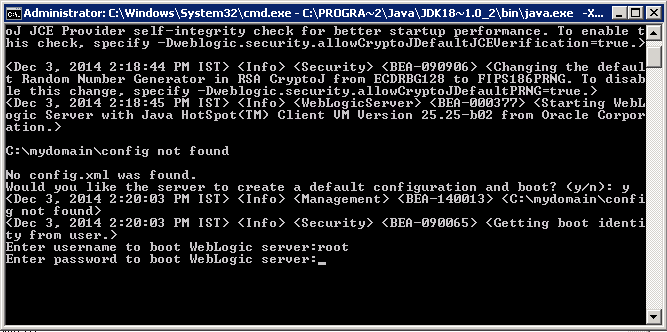 Administrator: C:\Windows\System32\cmd.exe - C:\PROGRA~2\Java\JDK18~1.0_2\bin\java.exe -X...
oJ JCE Provider self-integrity check for better startup performance. To enable t
his check, specify -Dweblogic.security.allowCryptoJDefaultJCEVerification=true.>
<Dec 3, 2014 2:18:44 PM IST> <Info> <Security> <BEA-090906> <Changing the defaul
t Random Number Generator in RSA CryptoJ from ECDRBG128 to FIPS186PRNG. To disab
le this change, specify -Dweblogic.security.allowCryptoJDefaultPRNG=true.>
<Dec 3, 2014 2:18:45 PM IST> <Info> <WebLogicServer> <BEA-000377> <Starting WebL
ogic Server with Java HotSpot(TM) Client VM Version 25.25-b02 from Oracle Corpor
ation.>
C:\mydomain\config not found
No config.xml was found.
Would you like the server to create a default configuration and boot? (y/n): y
<Dec 3, 2014 2:20:03 PM IST> <Info> <Management> <BEA-140013> <C:\mydomain\confi
g not found>
<Dec 3, 2014 2:20:03 PM IST> <Info> <Security> <BEA-090065> <Getting boot identi
ty from user.>
Enter username to boot WebLogic server:root
Enter password to boot WebLogic server:_